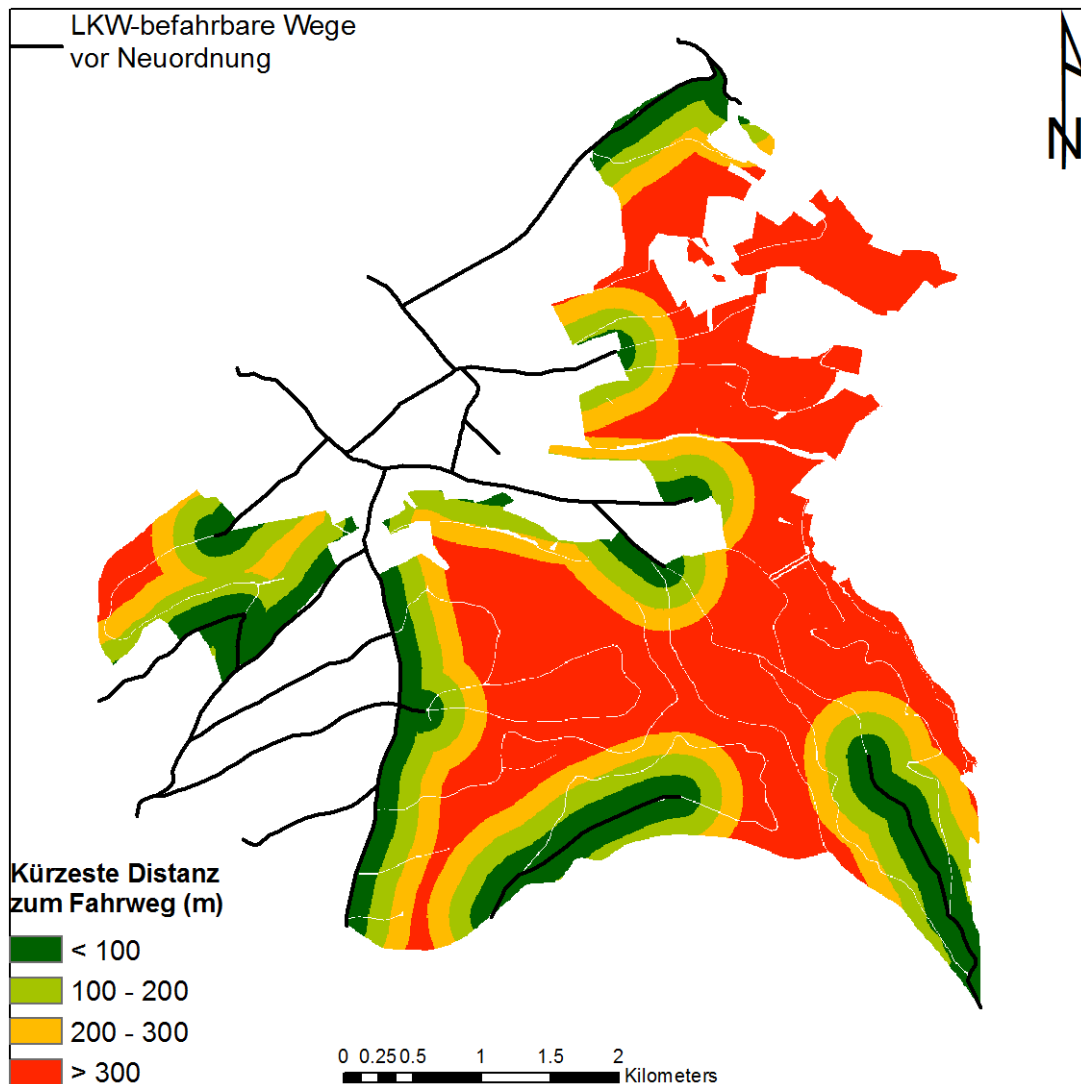 LKW-befahrbare Wege
vor Neuordnung
N
Kürzeste Distanz
zum Fahrweg (m)
< 100
100 - 200
200 - 300
> 300
0 0.25 0.5 1 1.5 2
Kilometers